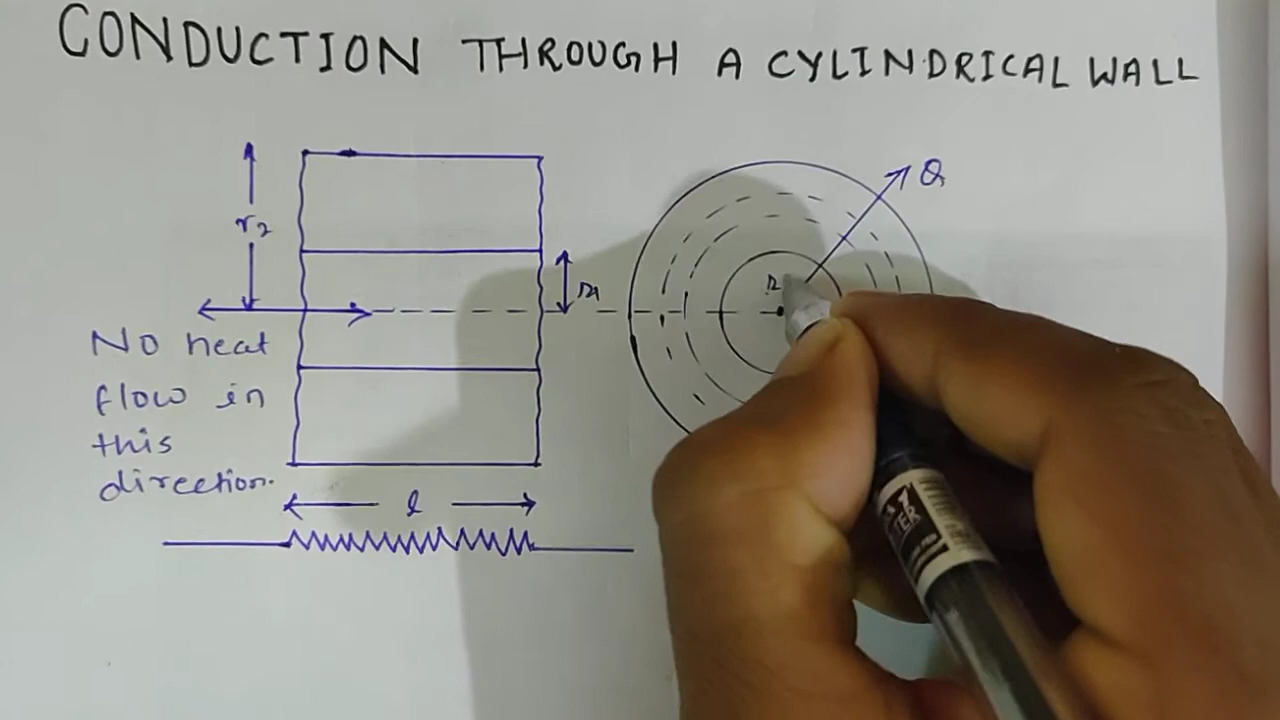 CONDUCTION THROUGH A CYLINDRICAL WALL
Q
r2
r1
No heat
flow in
this
direction.
l